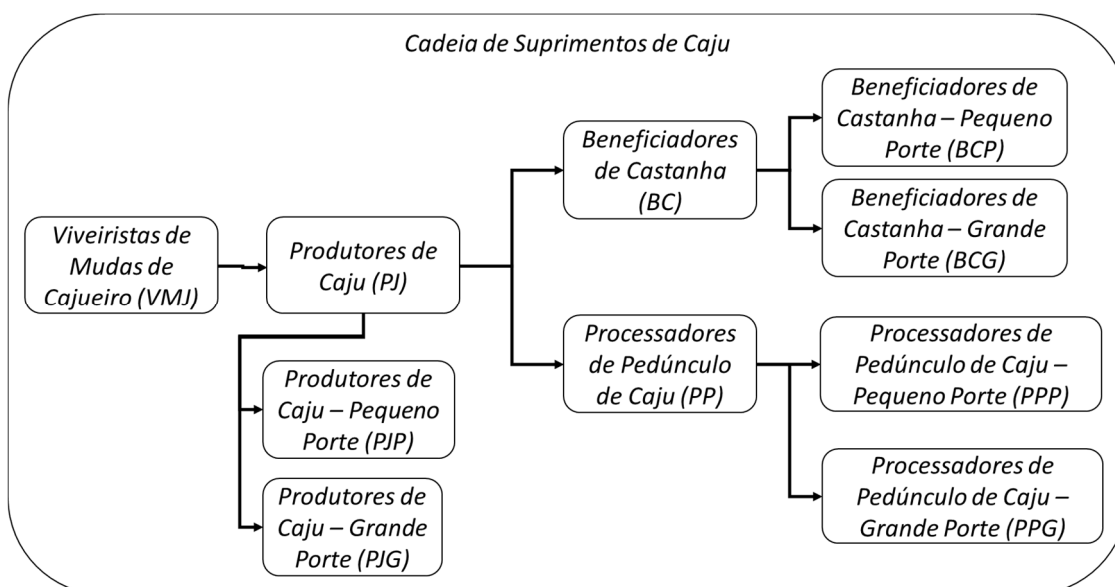 Cadeia de Suprimentos de Caju
Viveiristas de
Mudas de
Cajueiro (VMJ)
Produtores de
Caju (PJ)
Produtores de
Caju – Pequeno
Porte (PJP)
Produtores de
Caju – Grande
Porte (PJG)
Beneficiadores
de Castanha
(BC)
Beneficiadores de
Castanha – Pequeno
Porte (BCP)
Beneficiadores de
Castanha – Grande
Porte (BCG)
Processadores
de Pedúnculo
de Caju (PP)
Processadores de
Pedúnculo de Caju –
Pequeno Porte (PPP)
Processadores de
Pedúnculo de Caju –
Grande Porte (PPG)